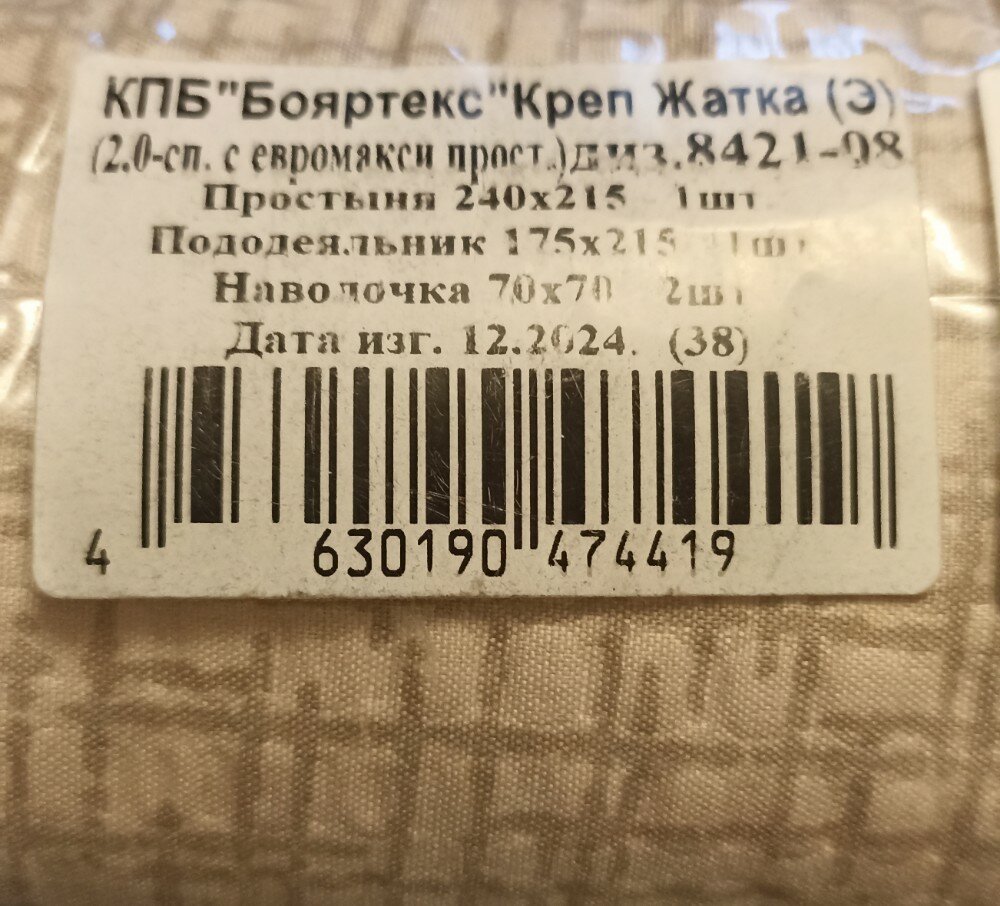 КПБ"Бояртекс"Креп Жатка (Э)
(2.0-сп. с евромакси прост.)диз.8421-08
Простыня 240х215 1шт
Пододеяльник 175х215 1шт
Наволочка 70х70 2шт
Дата изг. 12.2024. (38)
4 630190 474419